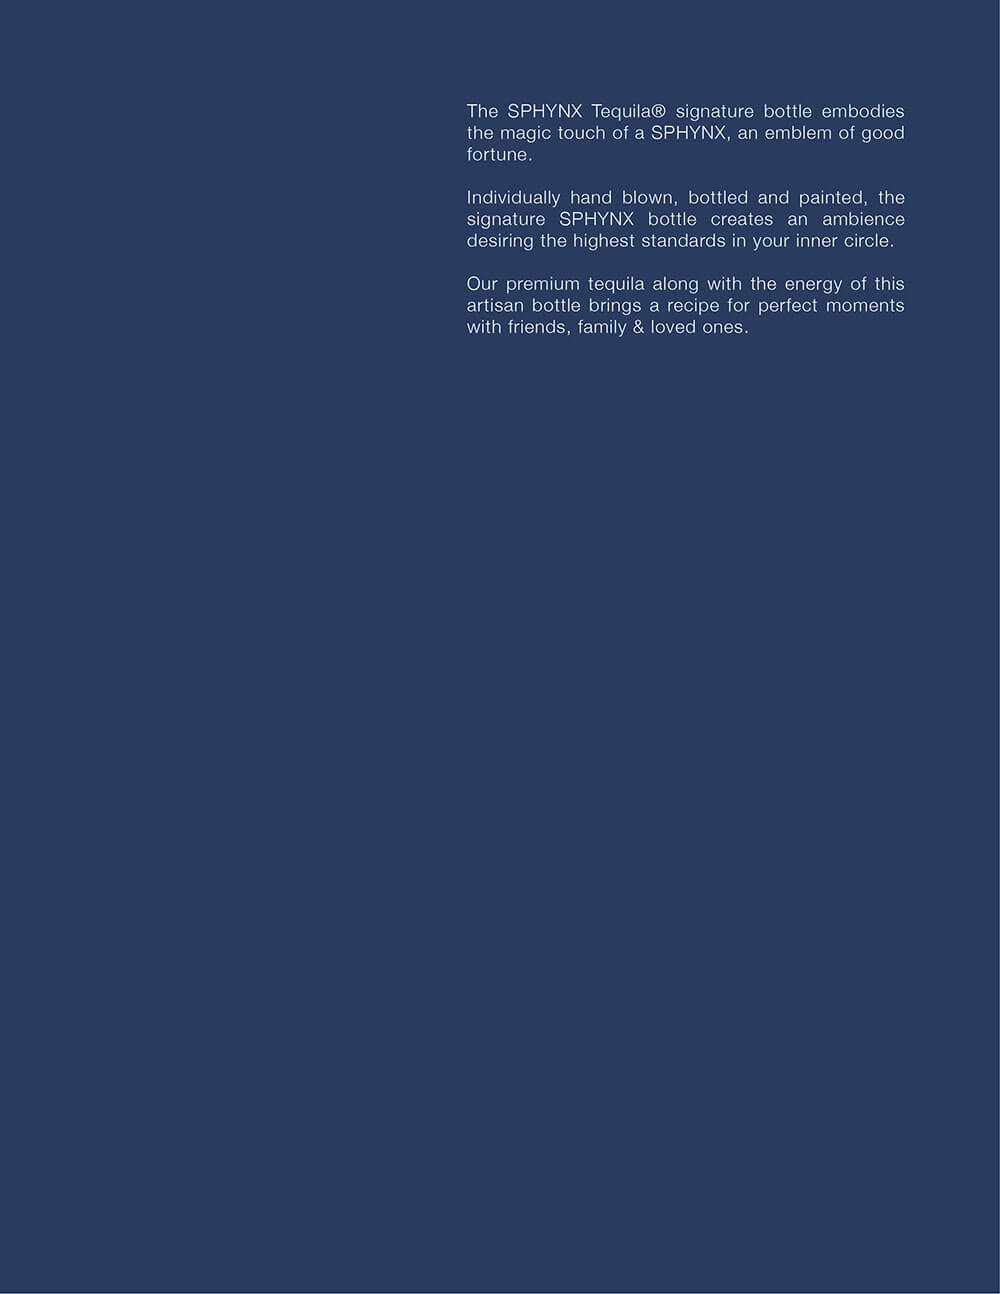 The SPHYNX Tequila® signature bottle embodies
the magic touch of a SPHYNX, an emblem of good
fortune.
Individually hand blown, bottled and painted, the
signature SPHYNX bottle creates an ambience
desiring the highest standards in your inner circle.
Our premium tequila along with the energy of this
artisan bottle brings a recipe for perfect moments
with friends, family & loved ones.